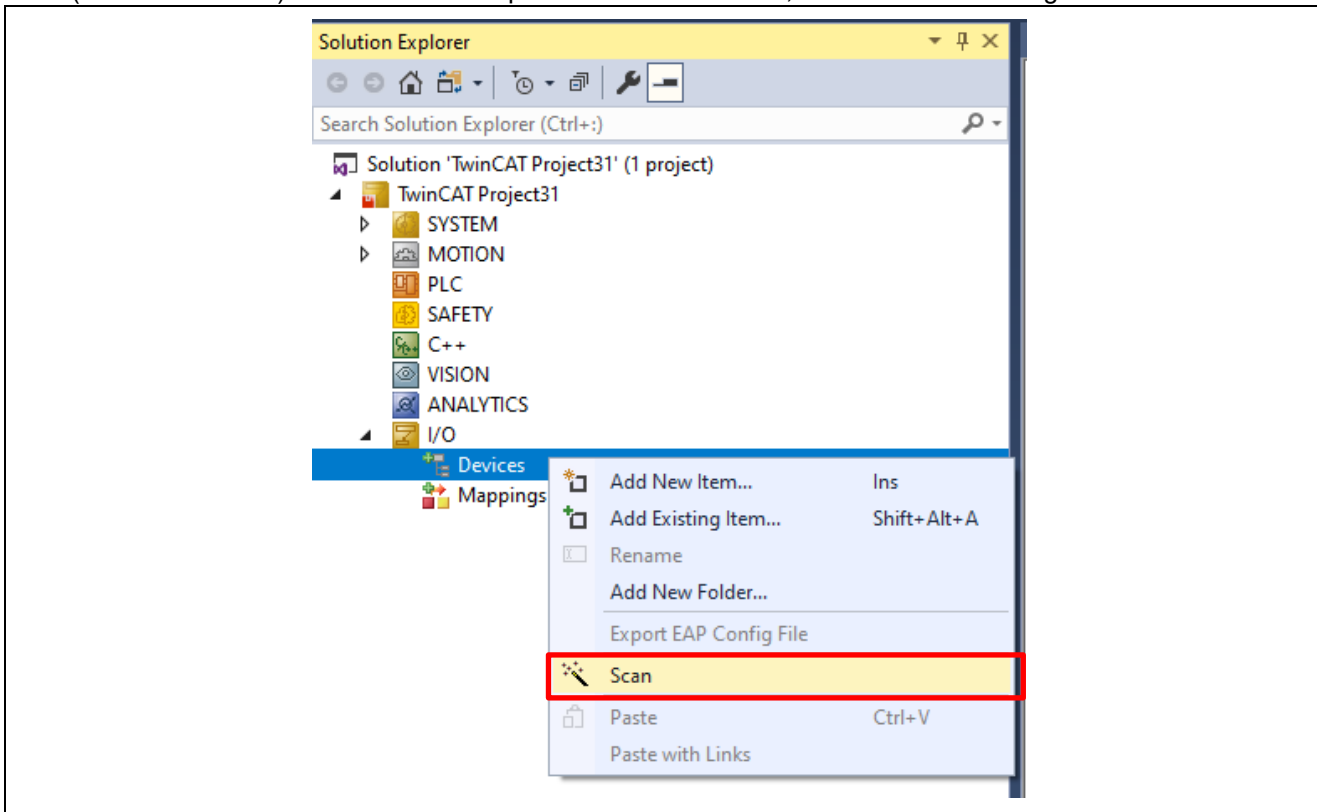 Solution Explorer
Search Solution Explorer (Ctrl+:)
Solution 'TwinCAT Project31' (1 project)
TwinCAT Project31
SYSTEM
MOTION
PLC
SAFETY
C++
VISION
ANALYTICS
I/O
Devices
Mappings
Add New Item... Ins
Add Existing Item... Shift+Alt+A
Rename
Add New Folder...
Export EAP Config File
Scan
Paste Ctrl+V
Paste with Links